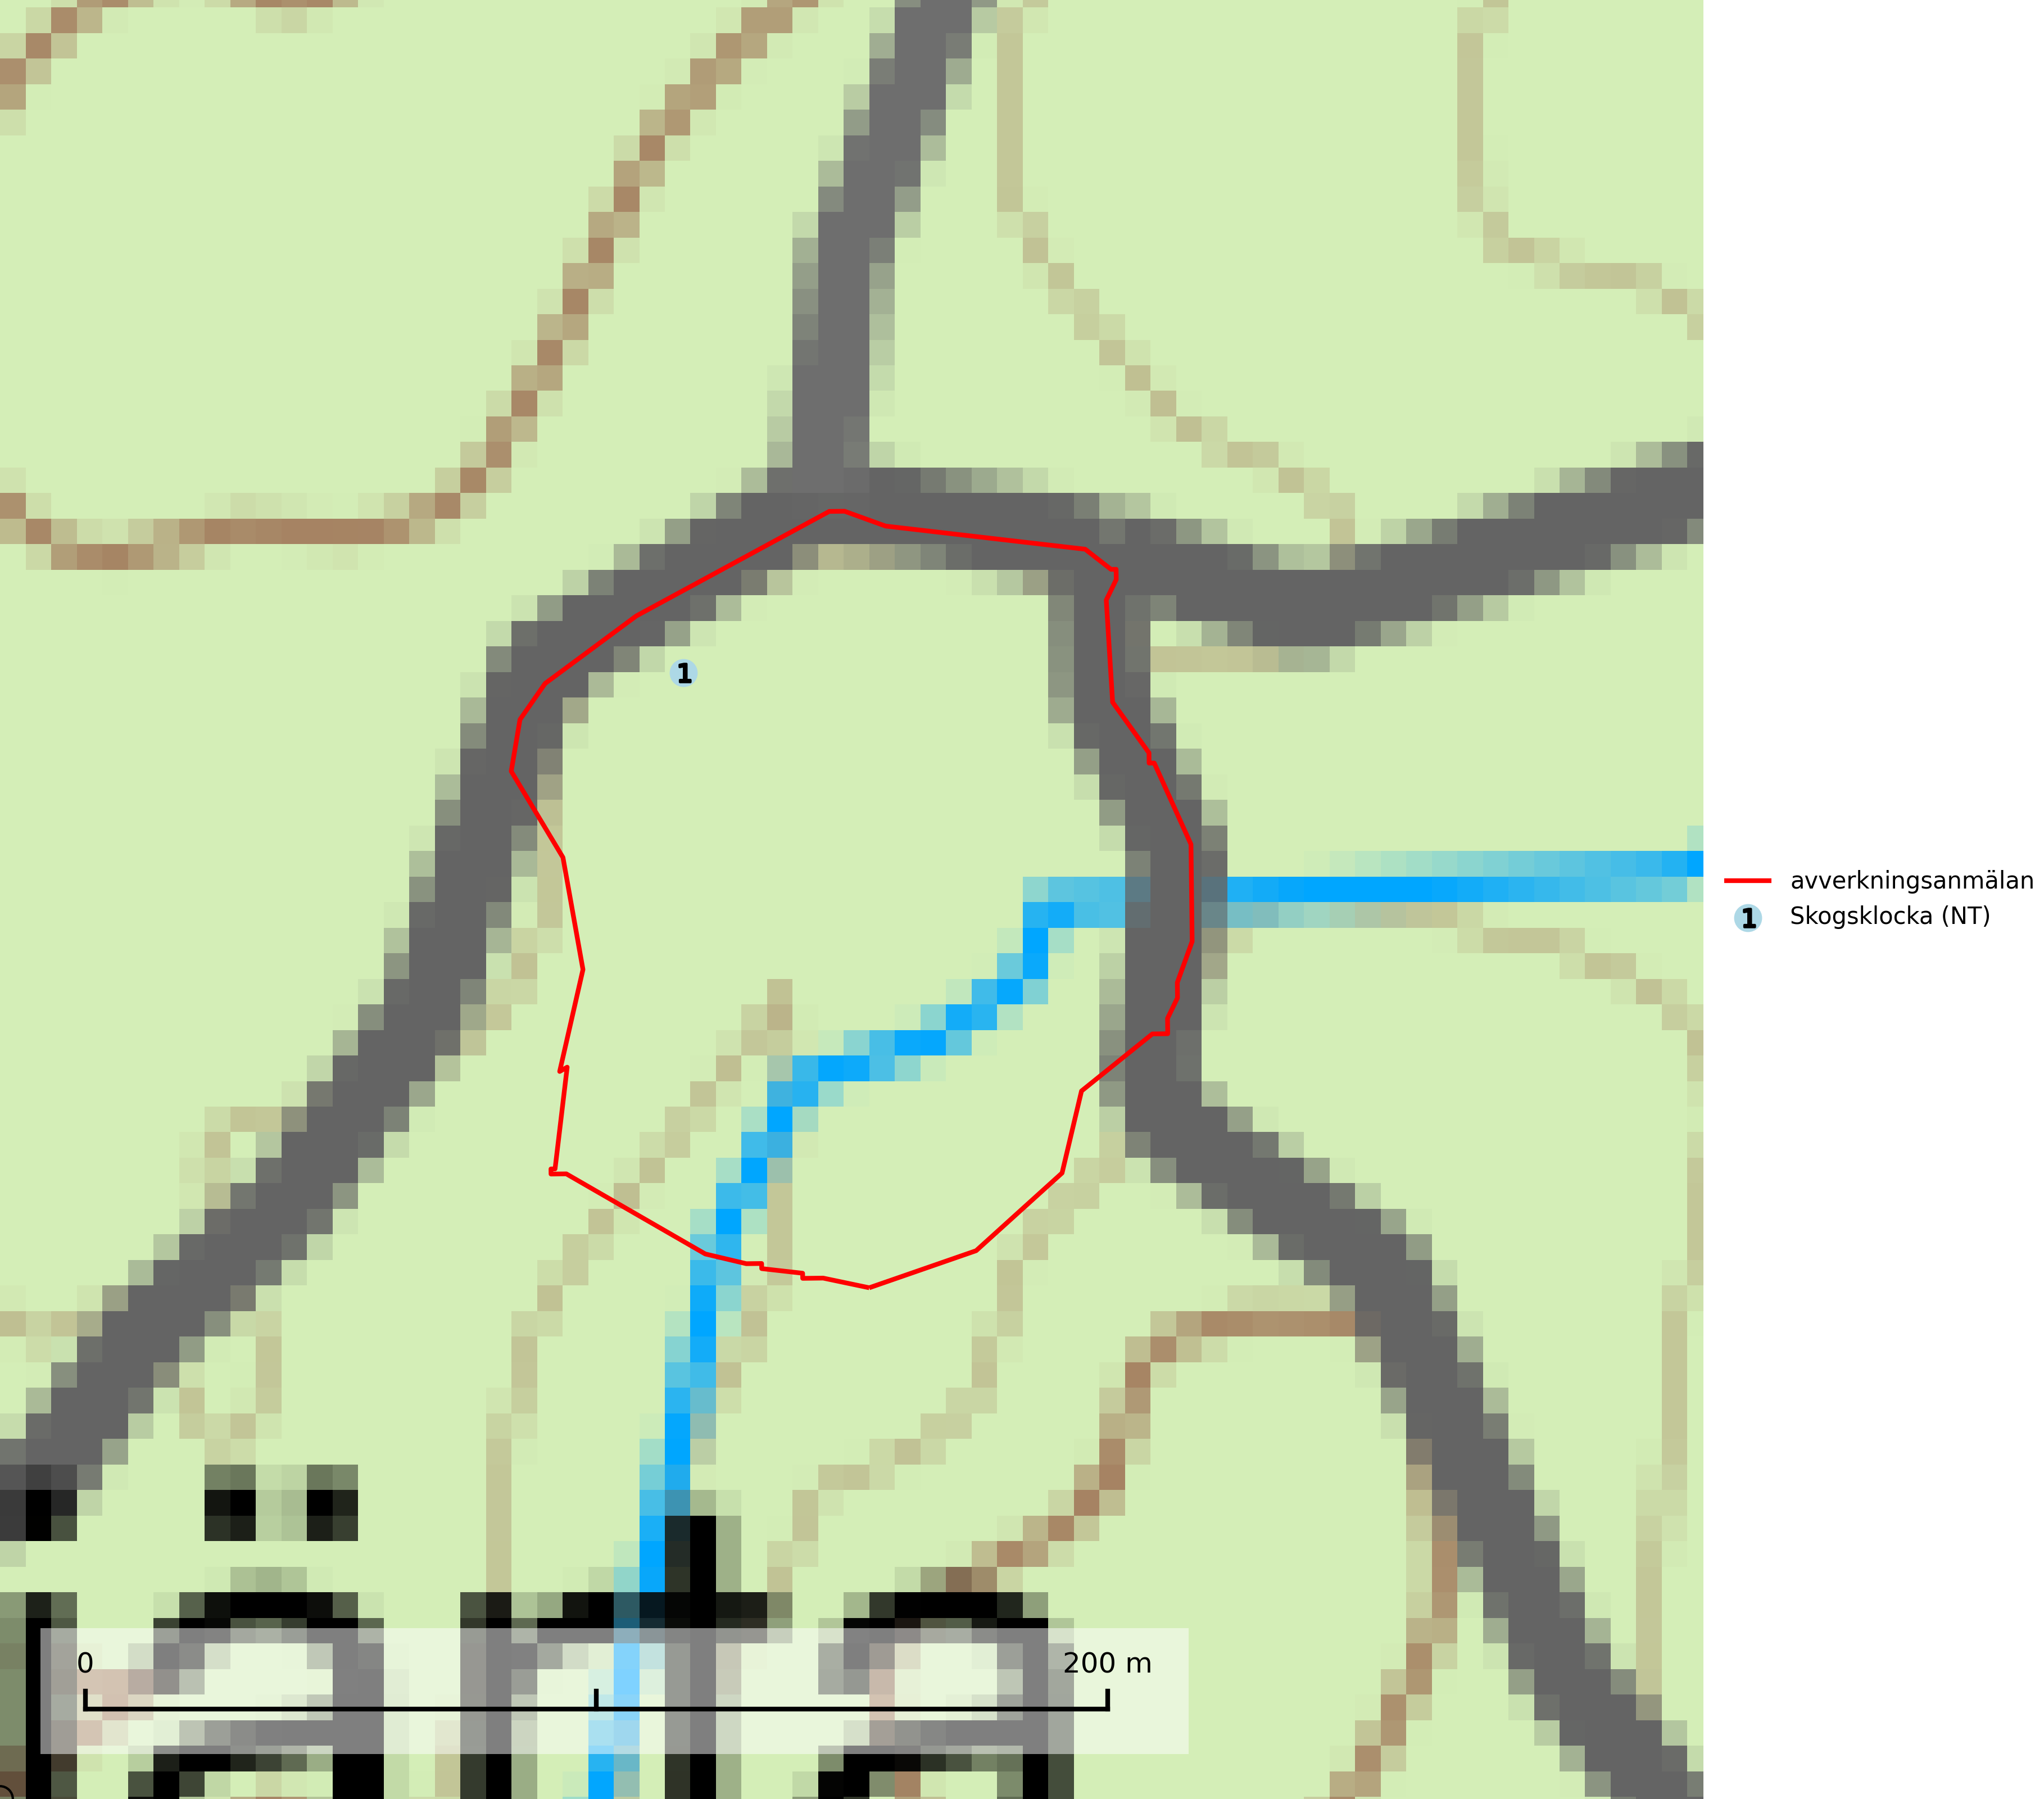 1
avverkningsanmälan
1 Skogsklocka (NT)
0 200 m